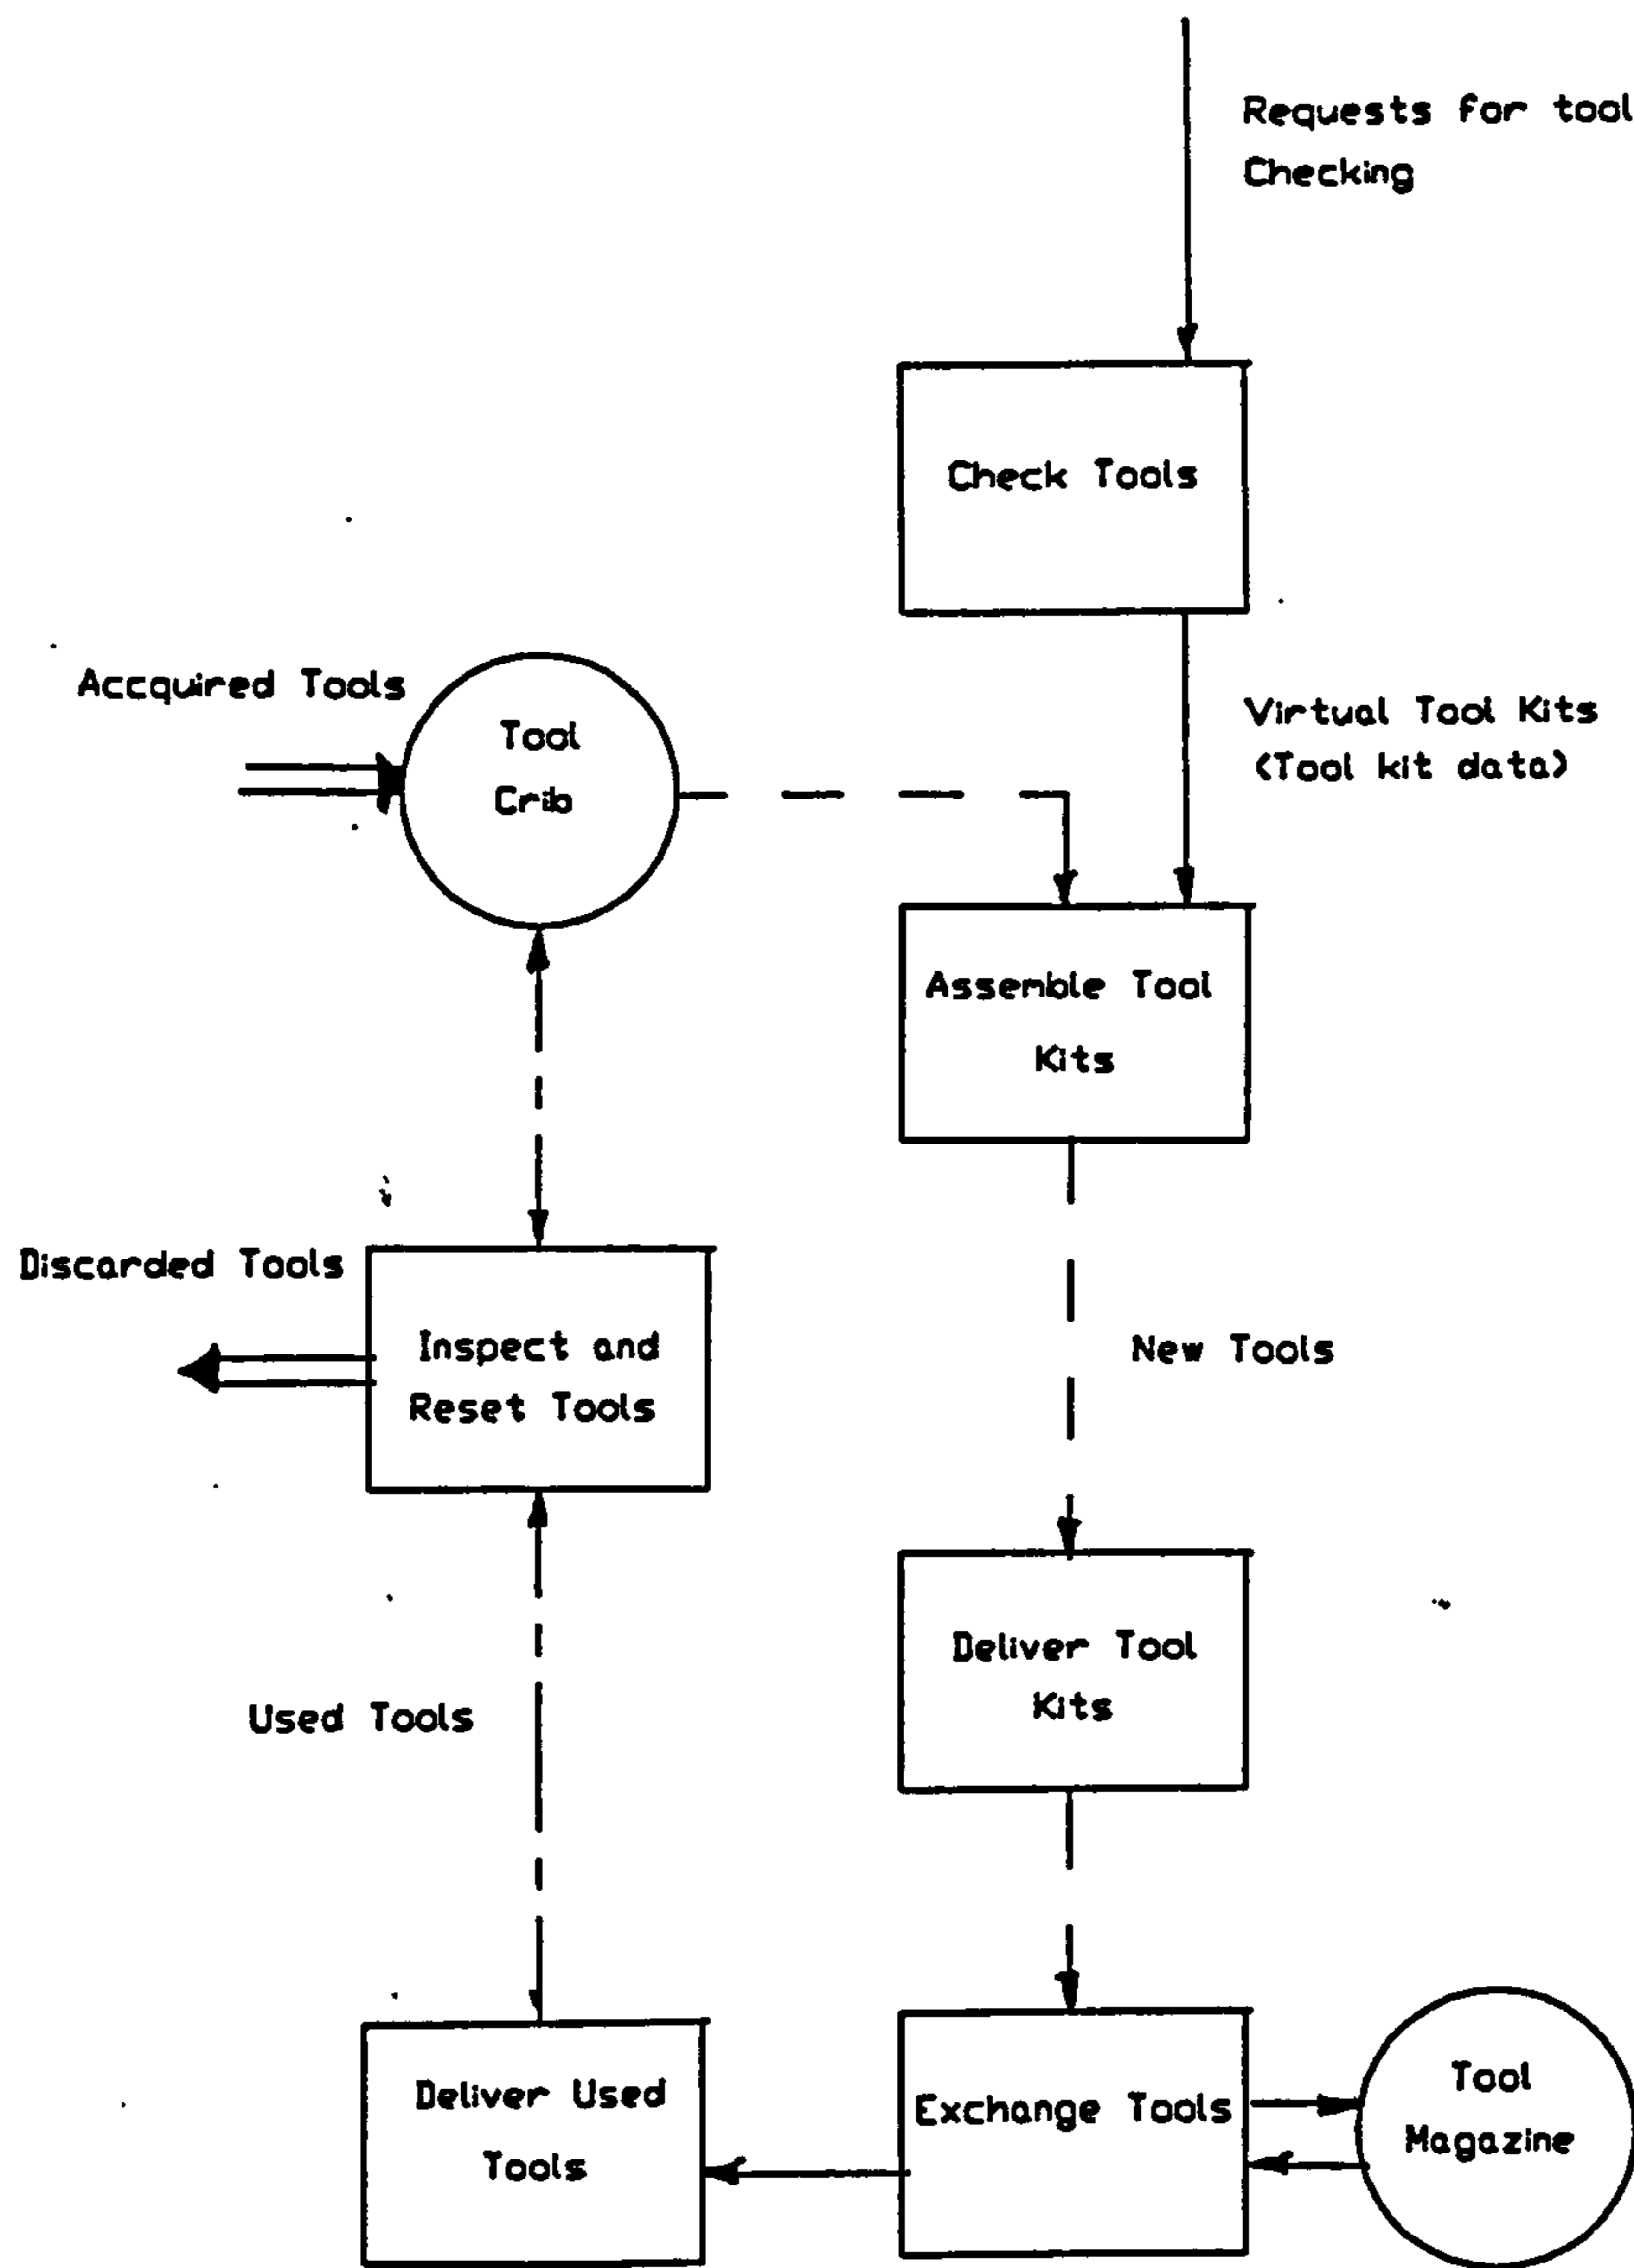 Requests for tool
Checking
Check Tools
Accquired Tools
Tool
Crib
Virtual Tool Kits
(Tool kit data)
Assemble Tool
Kits
Discarded Tools
Inspect and
Reset Tools
New Tools
Deliver Tool
Kits
Used Tools
Deliver Used
Tools
Exchange Tools
Tool
Magazine